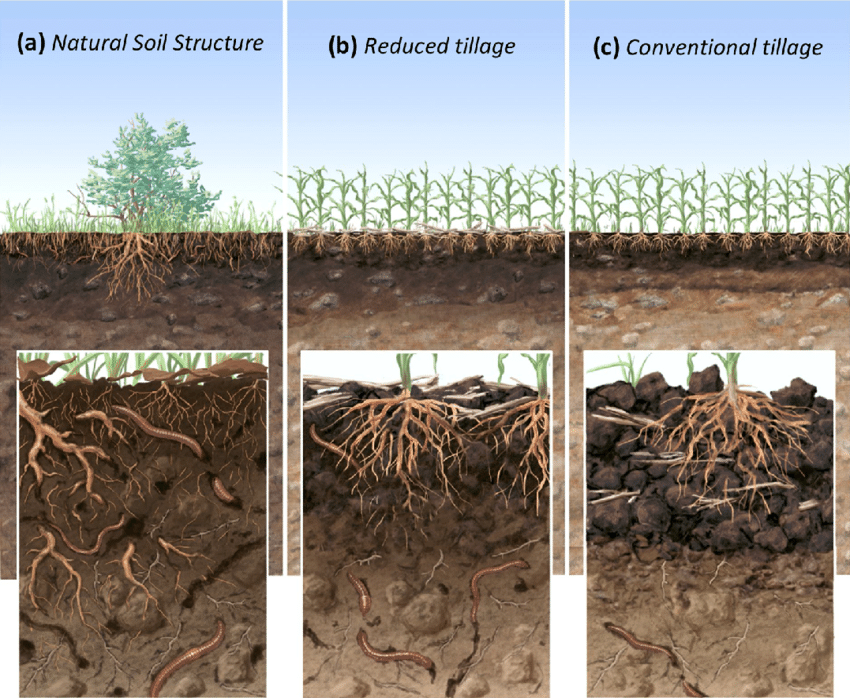 (a) Natural Soil Structure
(b) Reduced tillage
(c) Conventional tillage